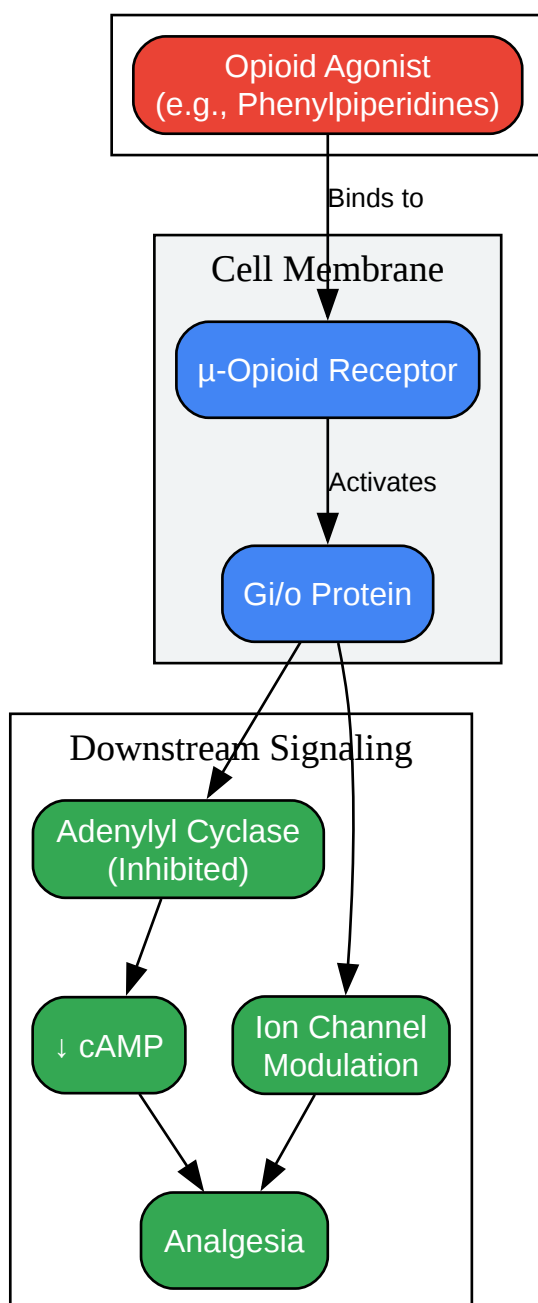 Opioid Agonist
(e.g., Phenylpiperidines)
Binds to
Cell Membrane
µ-Opioid Receptor
Activates
Gi/o Protein
Downstream Signaling
Adenylyl Cyclase
(Inhibited)
↓ cAMP
Ion Channel
Modulation
Analgesia